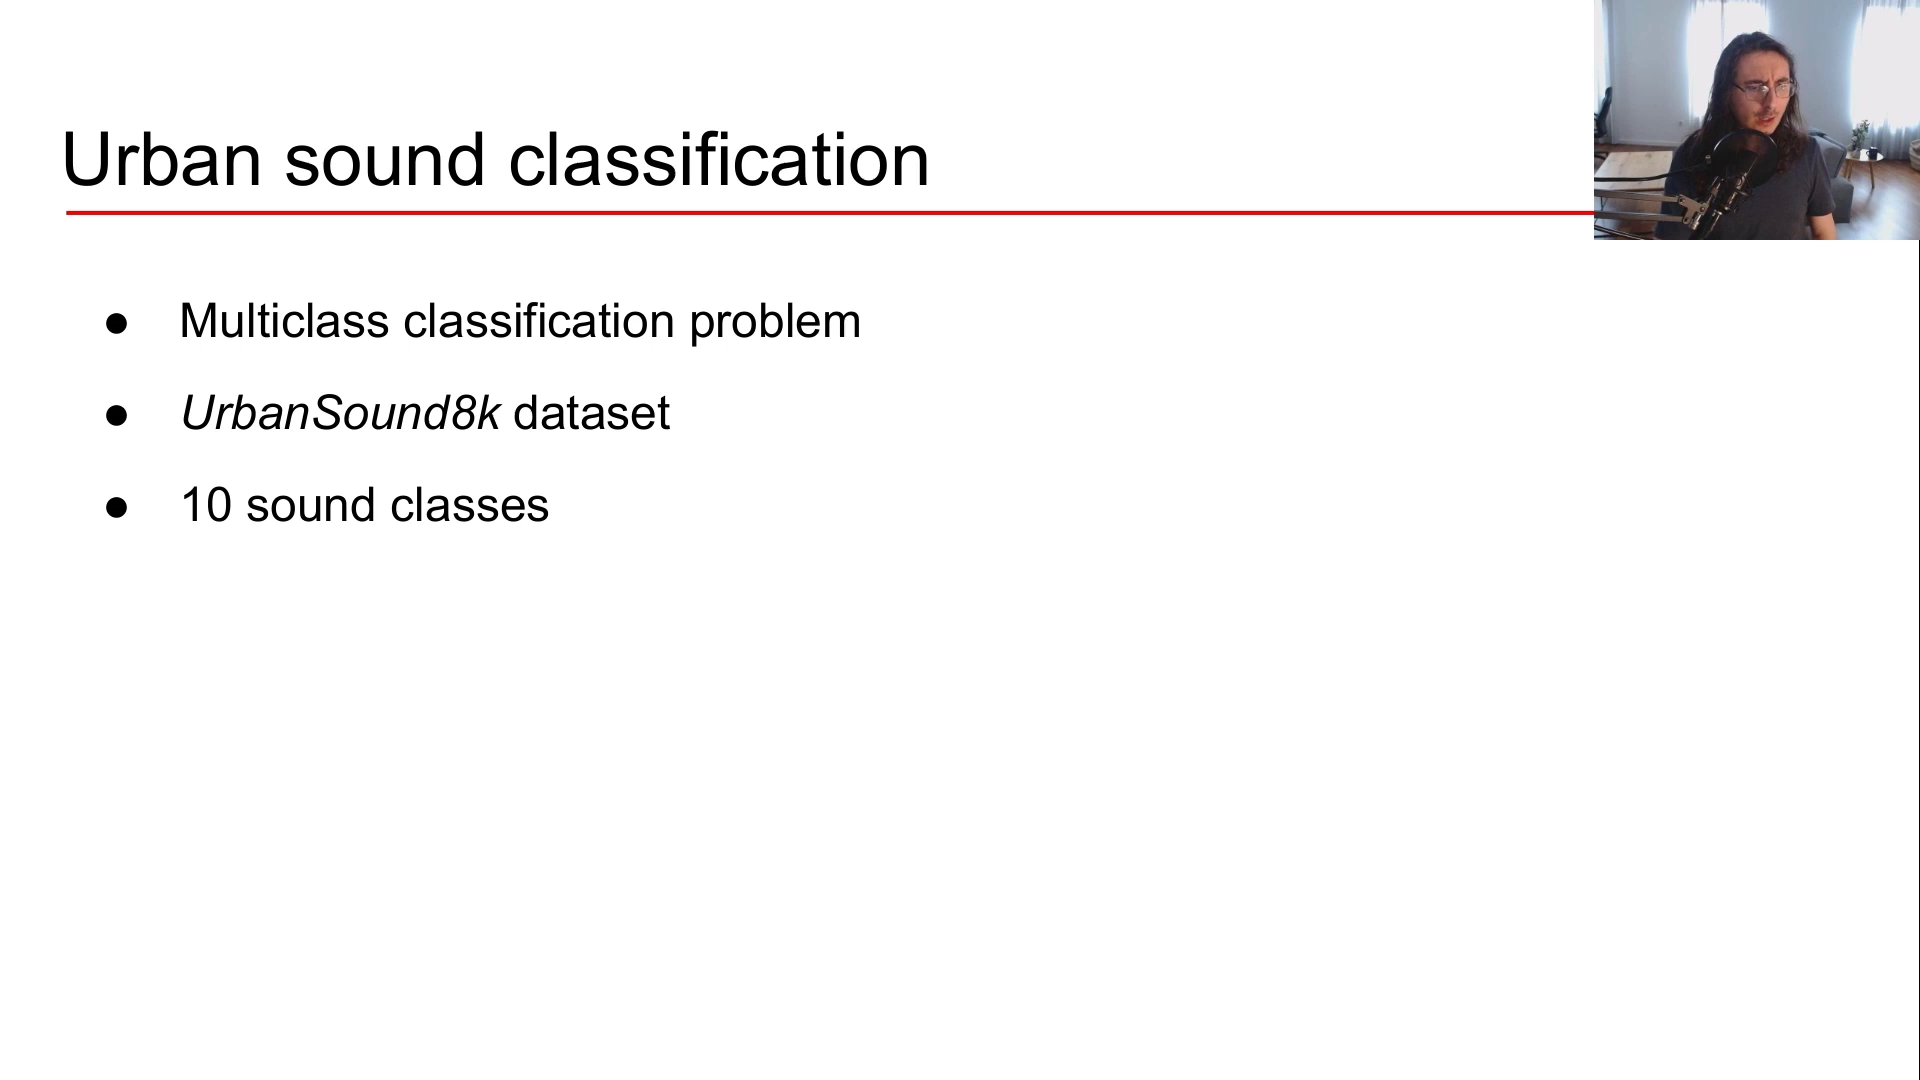 Urban sound classification
● Multiclass classification problem
● UrbanSound8k dataset
● 10 sound classes